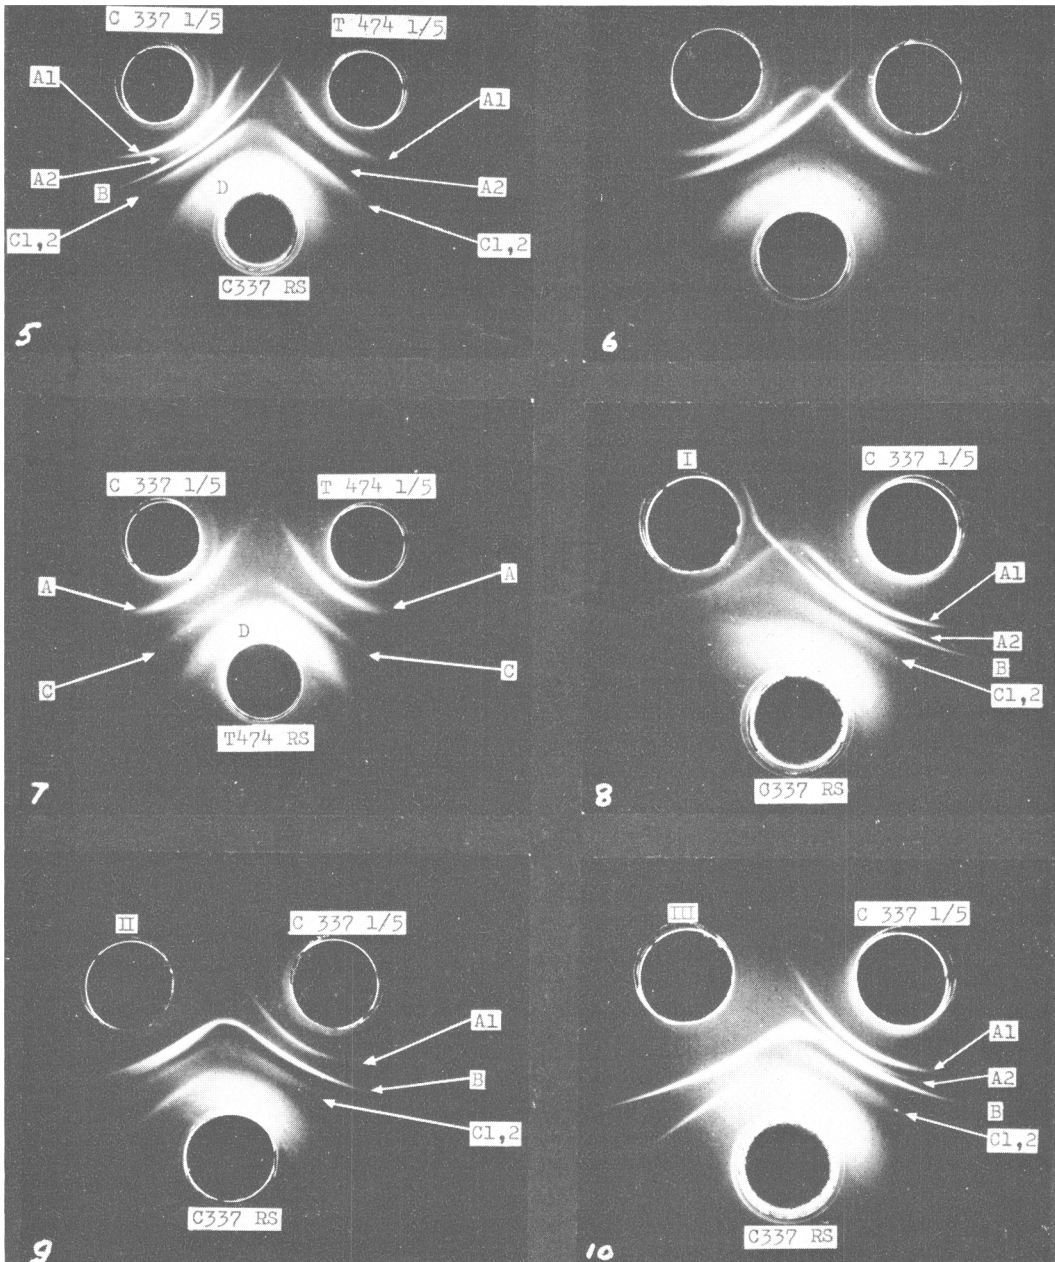 C 337 1/5
T 474 1/5
A1
A1
A2
A2
B
D
C1,2
C1,2
C337 RS
5
6
C 337 1/5
T 474 1/5
A
A
D
C
C
T474 RS
7
I
C 337 1/5
A1
A2
B
C1,2
C337 RS
8
II
C 337 1/5
A1
B
C1,2
C337 RS
9
III
C 337 1/5
A1
A2
B
C1,2
C337 RS
10